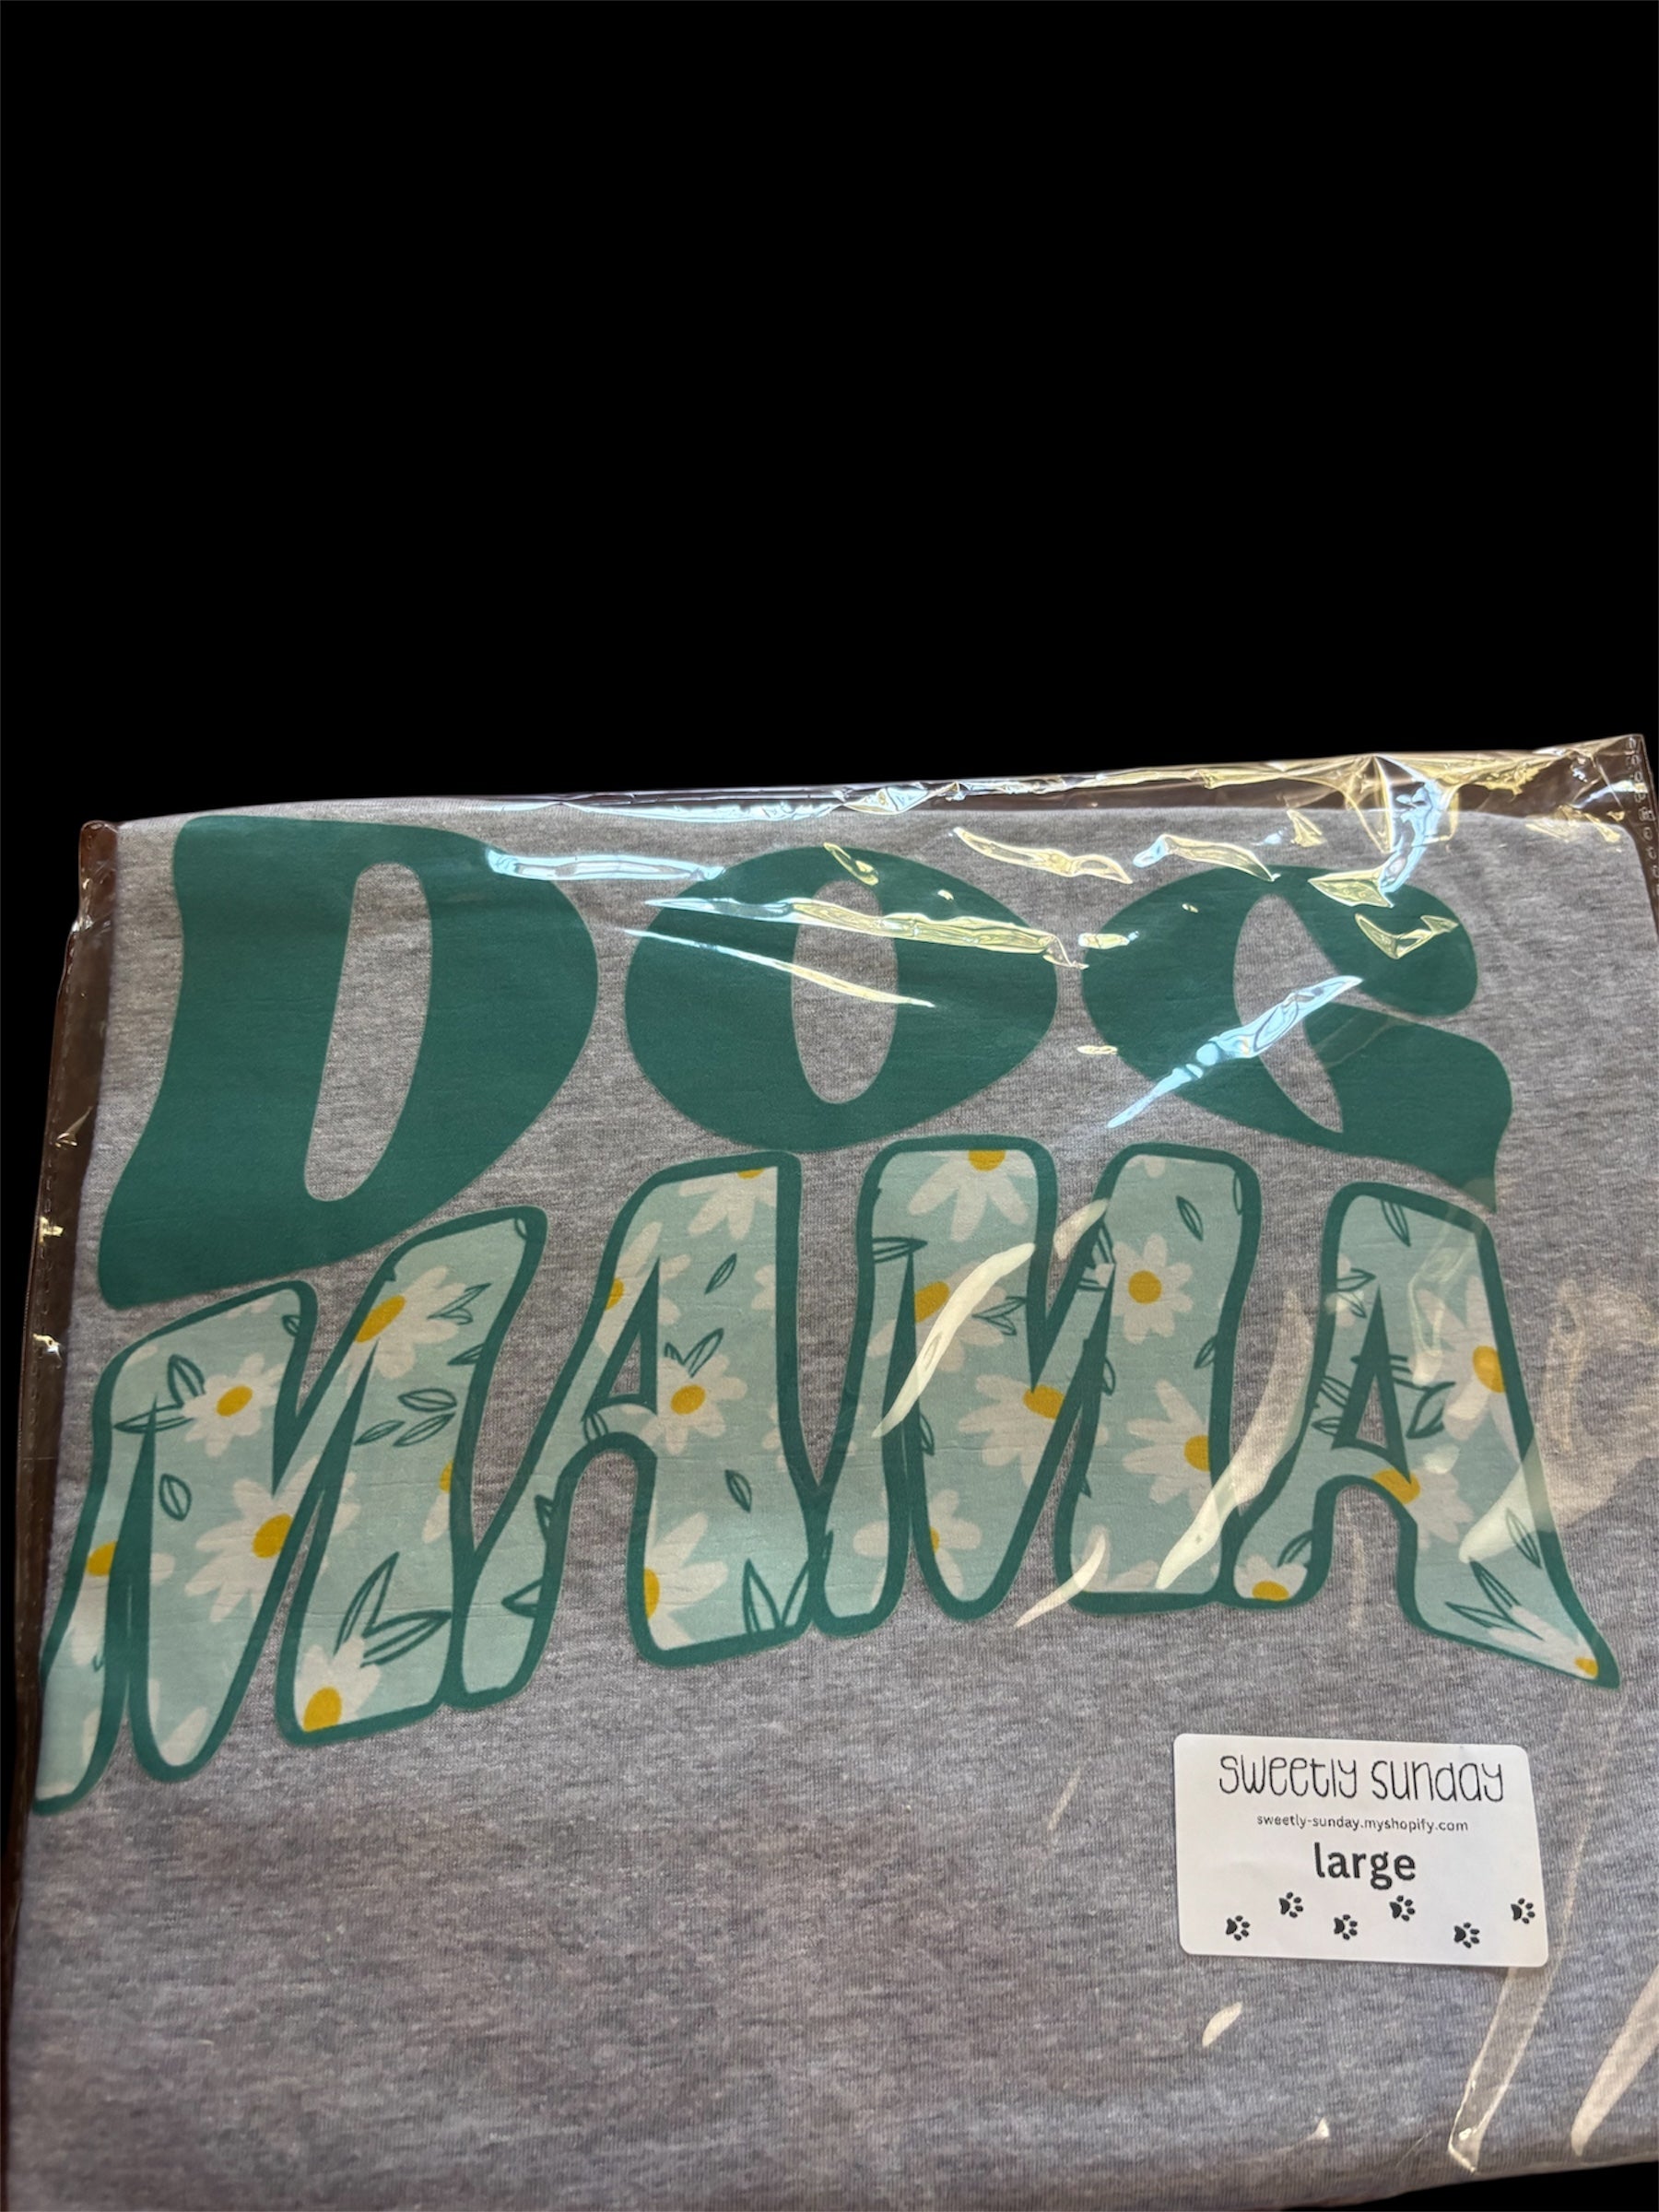 DOG
MAMA
sweetly sunday
sweetly-sunday.myshopify.com
large